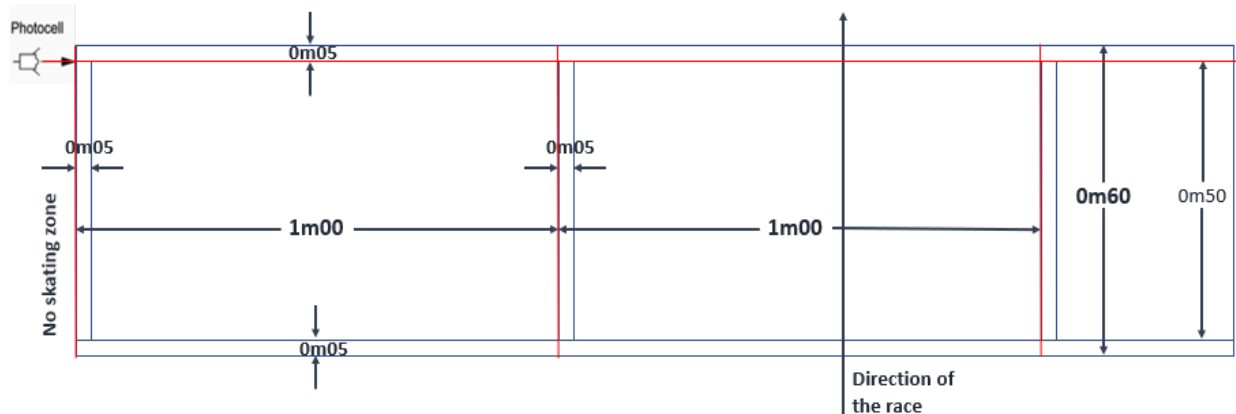 Photocell
0m05
0m05
0m05
0m60
0m50
1m00
1m00
No skating zone
0m05
Direction of
the race